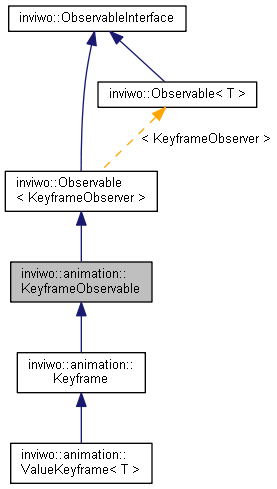 inviwo::ObservableInterface
inviwo::Observable< T >
< KeyframeObserver >
inviwo::Observable
< KeyframeObserver >
inviwo::animation::
KeyframeObservable
inviwo::animation::
Keyframe
inviwo::animation::
ValueKeyframe< T >